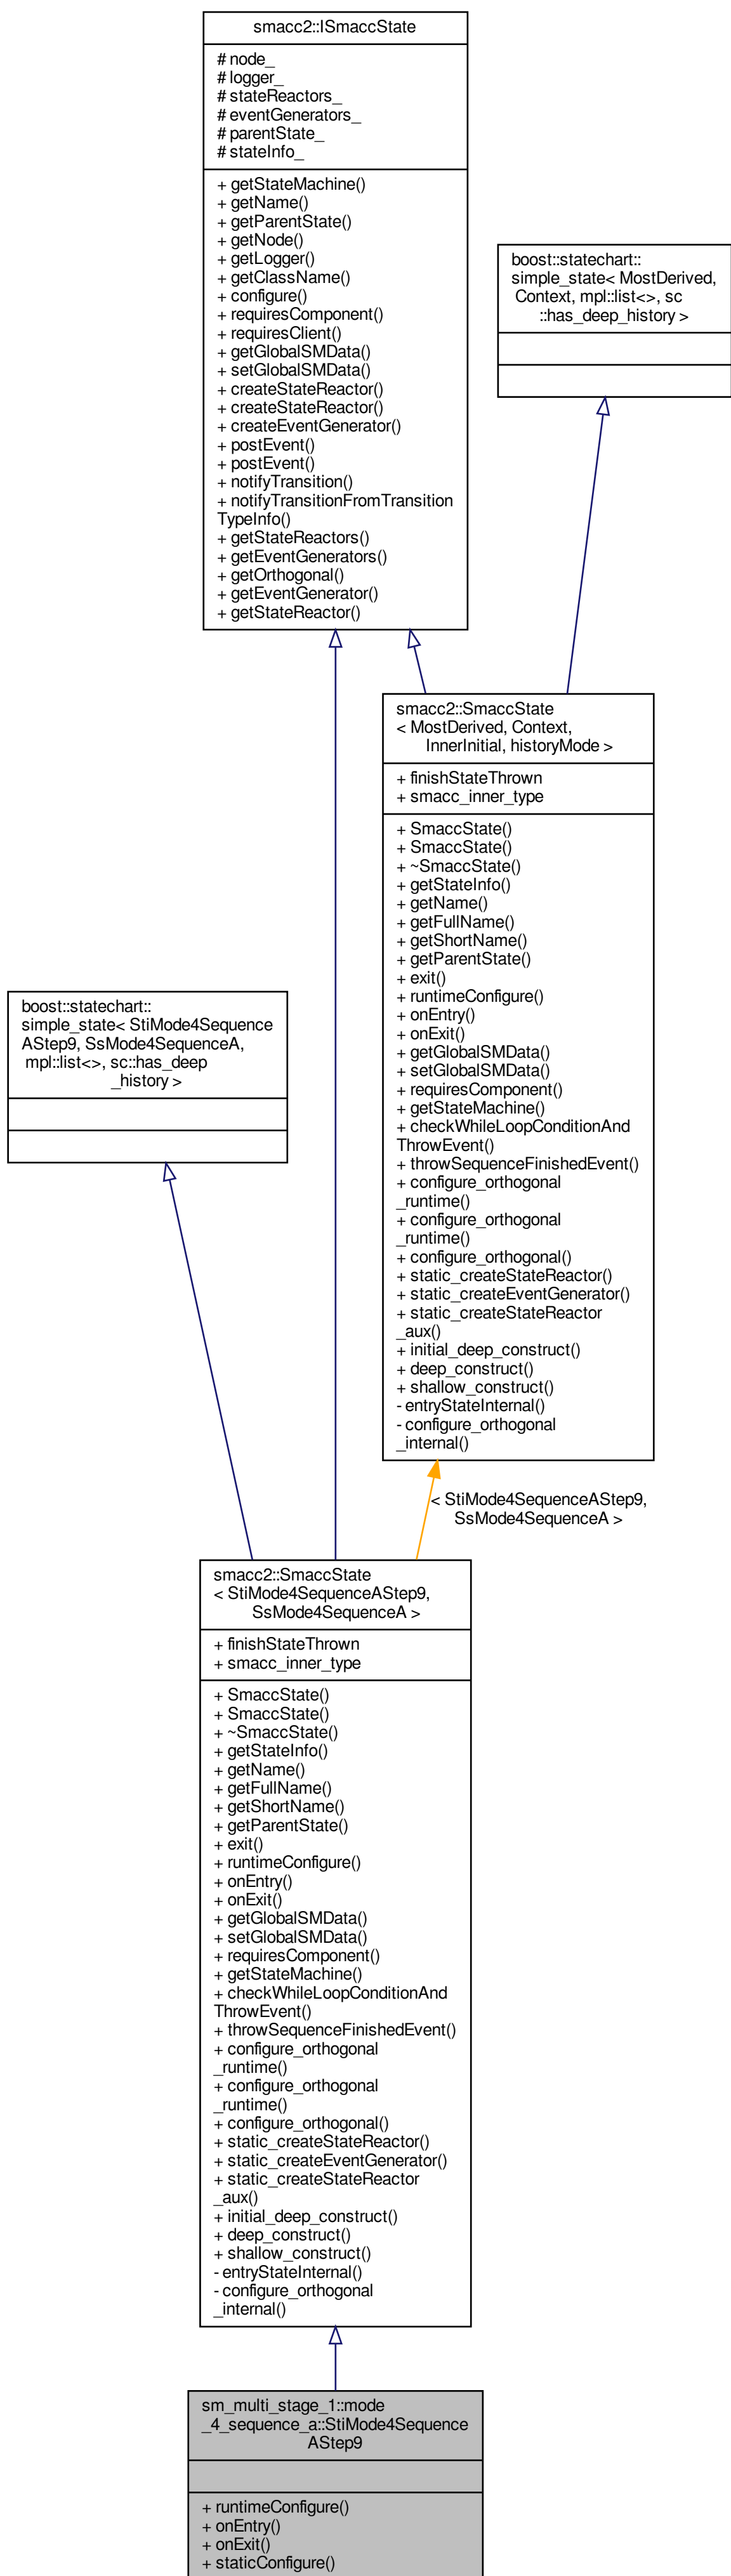 smacc2::ISmaccState
# node_
# logger_
# stateReactors_
# eventGenerators_
# parentState_
# stateInfo_
+ getStateMachine()
+ getName()
+ getParentState()
+ getNode()
+ getLogger()
+ getClassName()
+ configure()
+ requiresComponent()
+ requiresClient()
+ getGlobalSMData()
+ setGlobalSMData()
+ createStateReactor()
+ createStateReactor()
+ createEventGenerator()
+ postEvent()
+ postEvent()
+ notifyTransition()
+ notifyTransitionFromTransition
TypeInfo()
+ getStateReactors()
+ getEventGenerators()
+ getOrthogonal()
+ getEventGenerator()
+ getStateReactor()
boost::statechart::
simple_state< MostDerived,
Context, mpl::list<>, sc
::has_deep_history >
smacc2::SmaccState
< MostDerived, Context,
InnerInitial, historyMode >
+ finishStateThrown
+ smacc_inner_type
+ SmaccState()
+ SmaccState()
+ ~SmaccState()
+ getStateInfo()
+ getName()
+ getFullName()
+ getShortName()
+ getParentState()
+ exit()
+ runtimeConfigure()
+ onEntry()
+ onExit()
+ getGlobalSMData()
+ setGlobalSMData()
+ requiresComponent()
+ getStateMachine()
+ checkWhileLoopConditionAnd
ThrowEvent()
+ throwSequenceFinishedEvent()
+ configure_orthogonal
_runtime()
+ configure_orthogonal
_runtime()
+ configure_orthogonal()
+ static_createStateReactor()
+ static_createEventGenerator()
+ static_createStateReactor
_aux()
+ initial_deep_construct()
+ deep_construct()
+ shallow_construct()
- entryStateInternal()
- configure_orthogonal
_internal()
boost::statechart::
simple_state< StiMode4Sequence
AStep9, SsMode4SequenceA,
mpl::list<>, sc::has_deep
_history >
< StiMode4SequenceAStep9,
SsMode4SequenceA >
smacc2::SmaccState
< StiMode4SequenceAStep9,
SsMode4SequenceA >
+ finishStateThrown
+ smacc_inner_type
+ SmaccState()
+ SmaccState()
+ ~SmaccState()
+ getStateInfo()
+ getName()
+ getFullName()
+ getShortName()
+ getParentState()
+ exit()
+ runtimeConfigure()
+ onEntry()
+ onExit()
+ getGlobalSMData()
+ setGlobalSMData()
+ requiresComponent()
+ getStateMachine()
+ checkWhileLoopConditionAnd
ThrowEvent()
+ throwSequenceFinishedEvent()
+ configure_orthogonal
_runtime()
+ configure_orthogonal
_runtime()
+ configure_orthogonal()
+ static_createStateReactor()
+ static_createEventGenerator()
+ static_createStateReactor
_aux()
+ initial_deep_construct()
+ deep_construct()
+ shallow_construct()
- entryStateInternal()
- configure_orthogonal
_internal()
sm_multi_stage_1::mode
_4_sequence_a::StiMode4Sequence
AStep9
+ runtimeConfigure()
+ onEntry()
+ onExit()
+ staticConfigure()